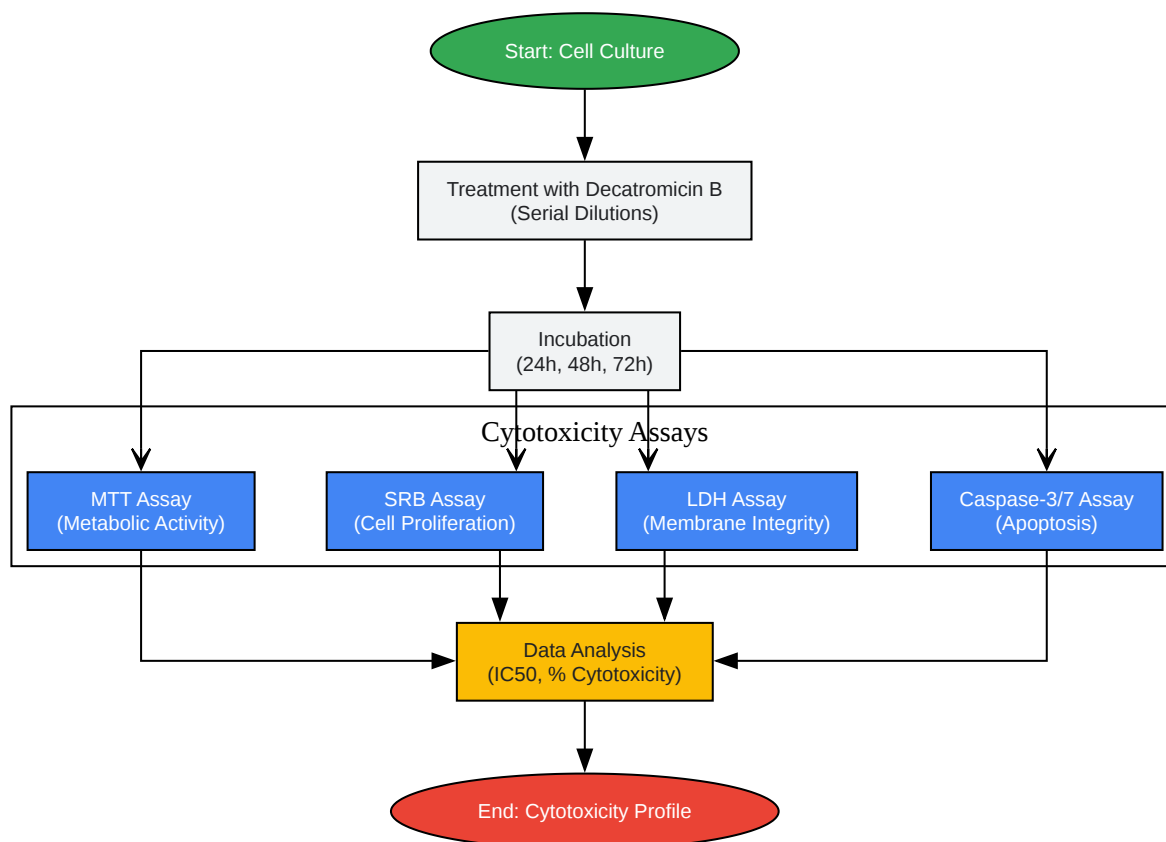 Start: Cell Culture
Treatment with Decatromicin B
(Serial Dilutions)
Incubation
(24h, 48h, 72h)
Cytotoxicity Assays
MTT Assay
(Metabolic Activity)
SRB Assay
(Cell Proliferation)
LDH Assay
(Membrane Integrity)
Caspase-3/7 Assay
(Apoptosis)
Data Analysis
(IC50, % Cytotoxicity)
End: Cytotoxicity Profile